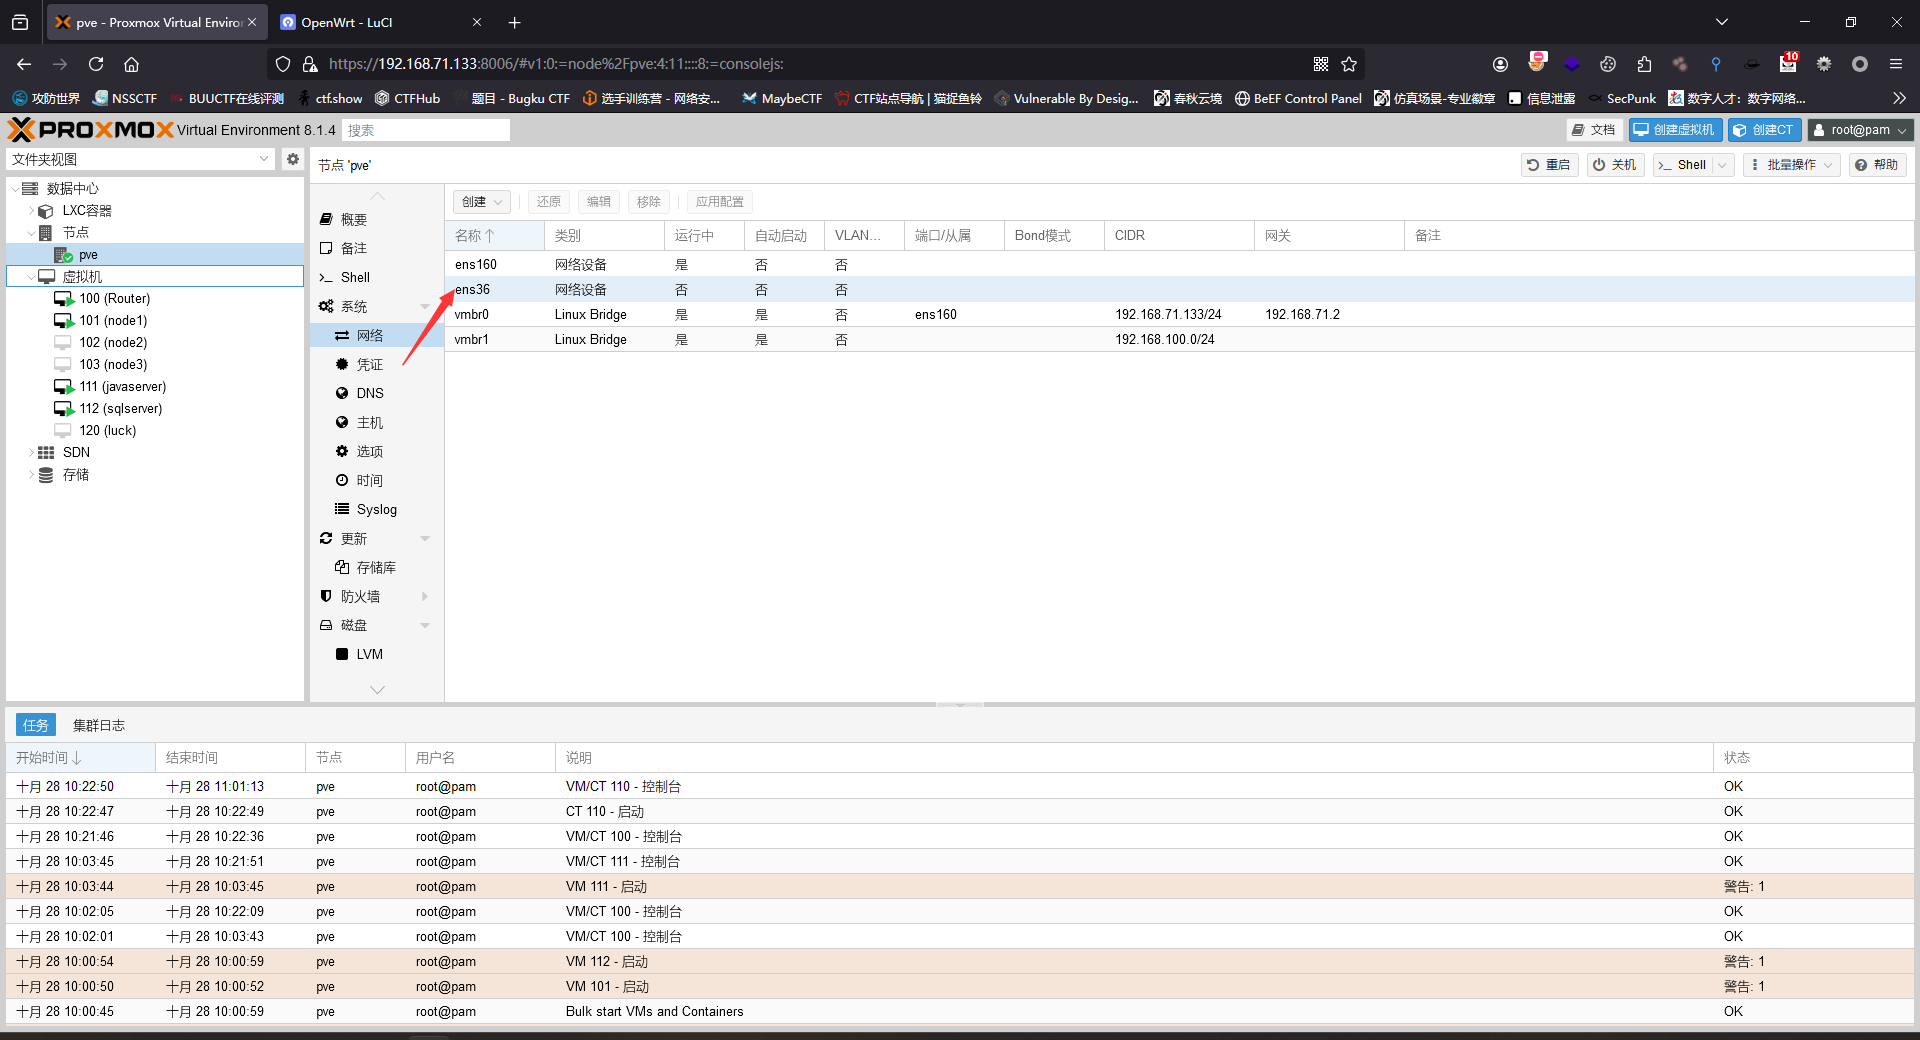 pve - Proxmox Virtual Enviror
OpenWrt - LuCI
https://192.168.71.133:8006/#v1:0:=node%2Fpve:4:11::::8:=consolejs:
10
攻防世界
NSSCTF
BUUCTF在线评测
ctf.show
CTFHub
题目 - Bugku CTF
选手训练营 - 网络安...
MaybeCTF
CTF站点导航 | 猫捉鱼铃
Vulnerable By Desig...
春秋云境
BeEF Control Panel
仿真场景-专业徽章
信息泄露
SecPunk
数字人才：数字网络...
PROXMOX Virtual Environment 8.1.4
搜索
文档
创建虚拟机
创建CT
root@pam
文件夹视图
数据中心
LXC容器
节点
pve
虚拟机
100 (Router)
101 (node1)
102 (node2)
103 (node3)
111 (javaserver)
112 (sqlserver)
120 (luck)
SDN
存储
节点 'pve'
重启
关机
Shell
批量操作
帮助
概要
备注
Shell
系统
网络
凭证
DNS
主机
选项
时间
Syslog
更新
存储库
防火墙
磁盘
LVM
创建
还原
编辑
移除
应用配置
名称 类别 运行中 自动启动 VLAN... 端口/从属 Bond模式 CIDR 网关 备注
ens160 网络设备 是 否 否
ens36 网络设备 否 否 否
vmbr0 Linux Bridge 是 是 否 ens160 192.168.71.133/24 192.168.71.2
vmbr1 Linux Bridge 是 是 否 192.168.100.0/24
任务
集群日志
开始时间 结束时间 节点 用户名 说明 状态
十月 28 10:22:50 十月 28 11:01:13 pve root@pam VM/CT 110 - 控制台 OK
十月 28 10:22:47 十月 28 10:22:49 pve root@pam CT 110 - 启动 OK
十月 28 10:21:46 十月 28 10:22:36 pve root@pam VM/CT 100 - 控制台 OK
十月 28 10:03:45 十月 28 10:21:51 pve root@pam VM/CT 111 - 控制台 OK
十月 28 10:03:44 十月 28 10:03:45 pve root@pam VM 111 - 启动 警告: 1
十月 28 10:02:05 十月 28 10:22:09 pve root@pam VM/CT 100 - 控制台 OK
十月 28 10:02:01 十月 28 10:03:43 pve root@pam VM/CT 100 - 控制台 OK
十月 28 10:00:54 十月 28 10:00:59 pve root@pam VM 112 - 启动 警告: 1
十月 28 10:00:50 十月 28 10:00:52 pve root@pam VM 101 - 启动 警告: 1
十月 28 10:00:45 十月 28 10:00:59 pve root@pam Bulk start VMs and Containers OK